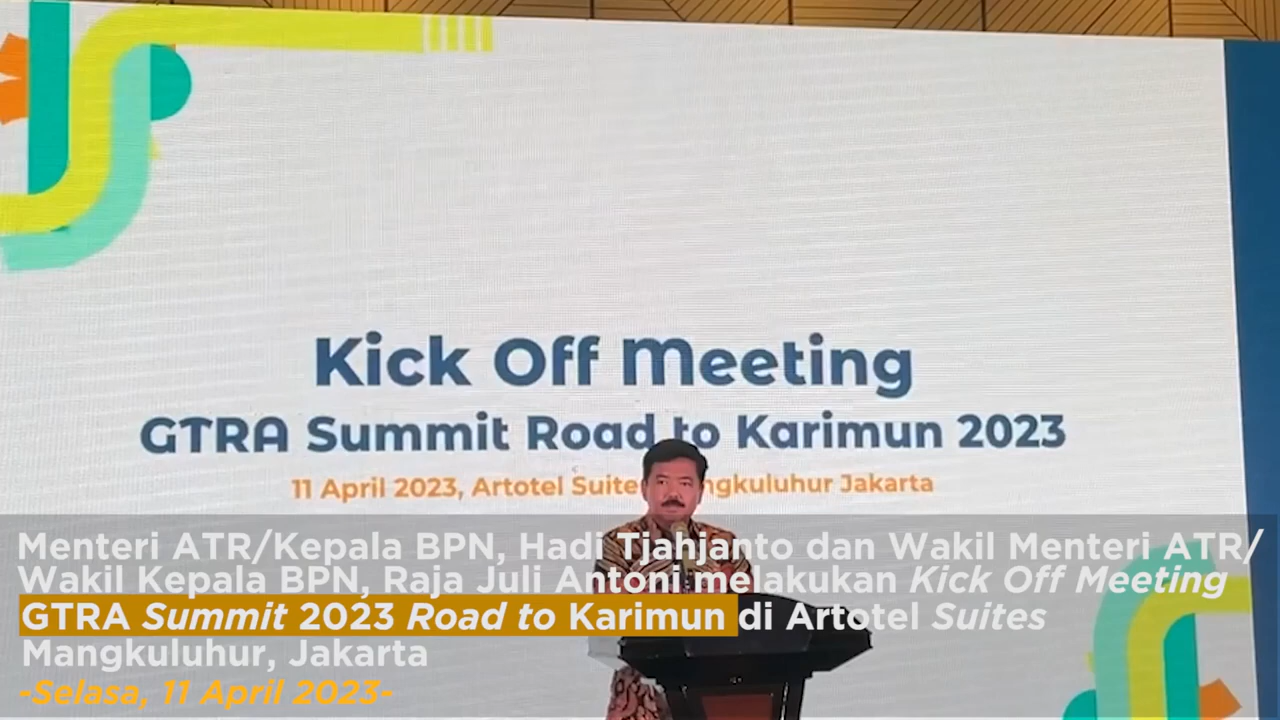 Kick Off Meeting
GTRA Summit Road to Karimun 2023
11 April 2023, Artotel Suite ngkuluhur Jakarta
Menteri ATR/Kepala BPN, Hadi Tjahjanto dan Wakil Menteri ATR/
Wakil Kepala BPN, Raja Juli Antoni melakukan Kick Off Meeting
GTRA Summit 2023 Road to Karimun di Artotel Suites
Mangkuluhur, Jakarta
-Selasa, 11 April 2023-